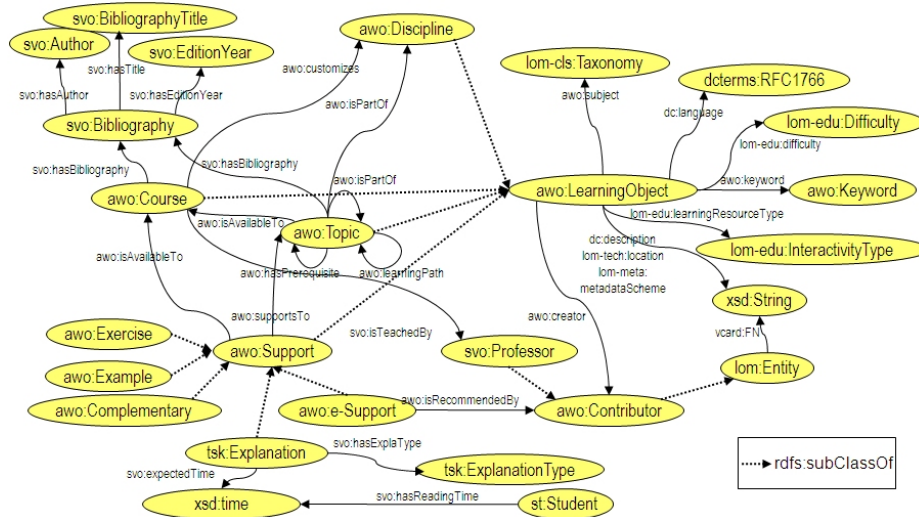 svo:BibliographyTitle
svo:Author
svo:EditionYear
svo:hasTitle
svo:hasAuthor
svo:hasEditionYear
svo:Bibliography
awo:Discipline
awo:customizes
awo:isPartOf
lom-cls:Taxonomy
awo:subject
dcterms:RFC1766
dc:language
lom-edu:Difficulty
lom-edu:difficulty
svo:hasBibliography
svo:hasBibliography
awo:isPartOf
awo:keyword
awo:Course
awo:LearningObject
awo:Keyword
awo:isAvailableTo
awo:Topic
lom-edu:learningResourceType
awo:isAvailableTo
awo:hasPrerequisite
awo:learningPath
dc:description
lom-tech:location
lom-meta:
metadataScheme
lom-edu:InteractivityType
xsd:String
awo:supportsTo
awo:creator
vcard:FN
awo:Exercise
svo:isTeachedBy
awo:Support
svo:Professor
awo:Example
lom:Entity
awo:Complementary
awo:e-Support
awo:isRecommendedBy
awo:Contributor
svo:hasExplaType
tsk:Explanation
svo:expectedTime
tsk:ExplanationType
rdfs:subClassOf
xsd:time
svo:hasReadingTime
st:Student